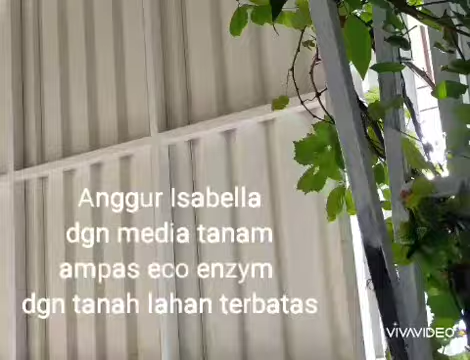 Anggur Isabella
dgn media tanam
ampas eco enzym
dgn tanah lahan terbatas
VIVAVIDEO